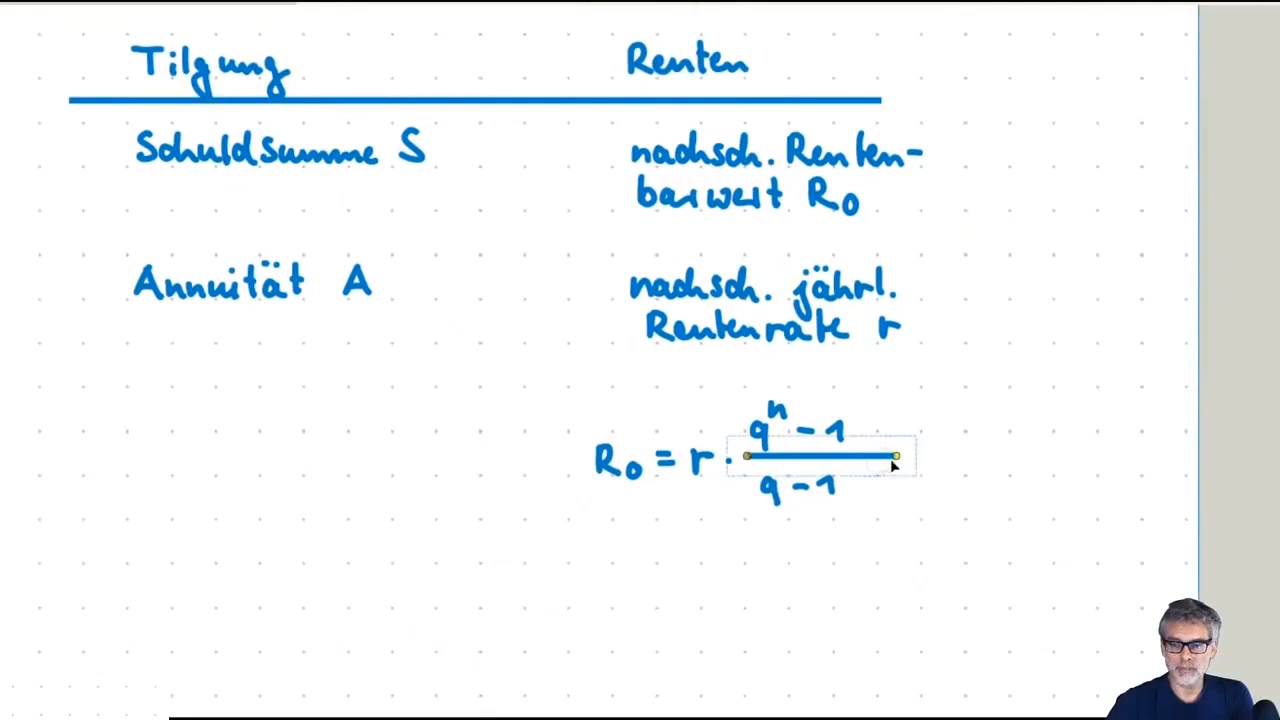 Tilgung Renten
Schuldsumme S nachsch. Renten-
barwert R₀
Annuität A nachsch. jährl.
Rentenrate r
R₀ = r · (qⁿ - 1)/(q - 1)